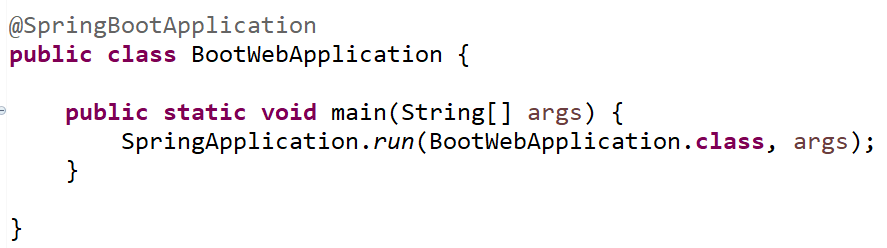 @SpringBootApplication
public class BootWebApplication {
public static void main(String[] args) {
SpringApplication.run(BootWebApplication.class, args);
}
}